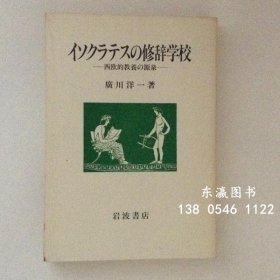 イソクラテスの修辞学校
―西欧的教養の源泉―
廣川洋一著
东瀛图书
138 0546 1122
岩波書店